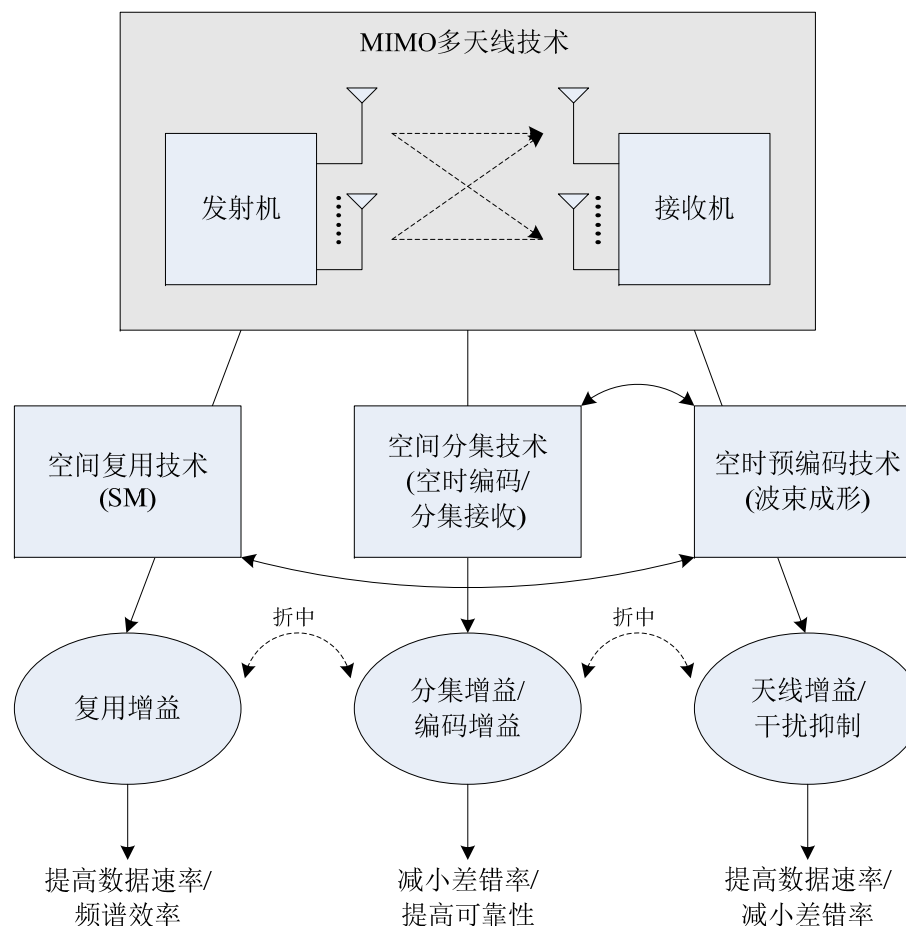 MIMO多天线技术
发射机
接收机
空间复用技术
(SM)
空间分集技术
(空时编码/
分集接收)
空时预编码技术
(波束成形)
折中
折中
复用增益
分集增益/
编码增益
天线增益/
干扰抑制
提高数据速率/
频谱效率
减小差错率/
提高可靠性
提高数据速率/
减小差错率